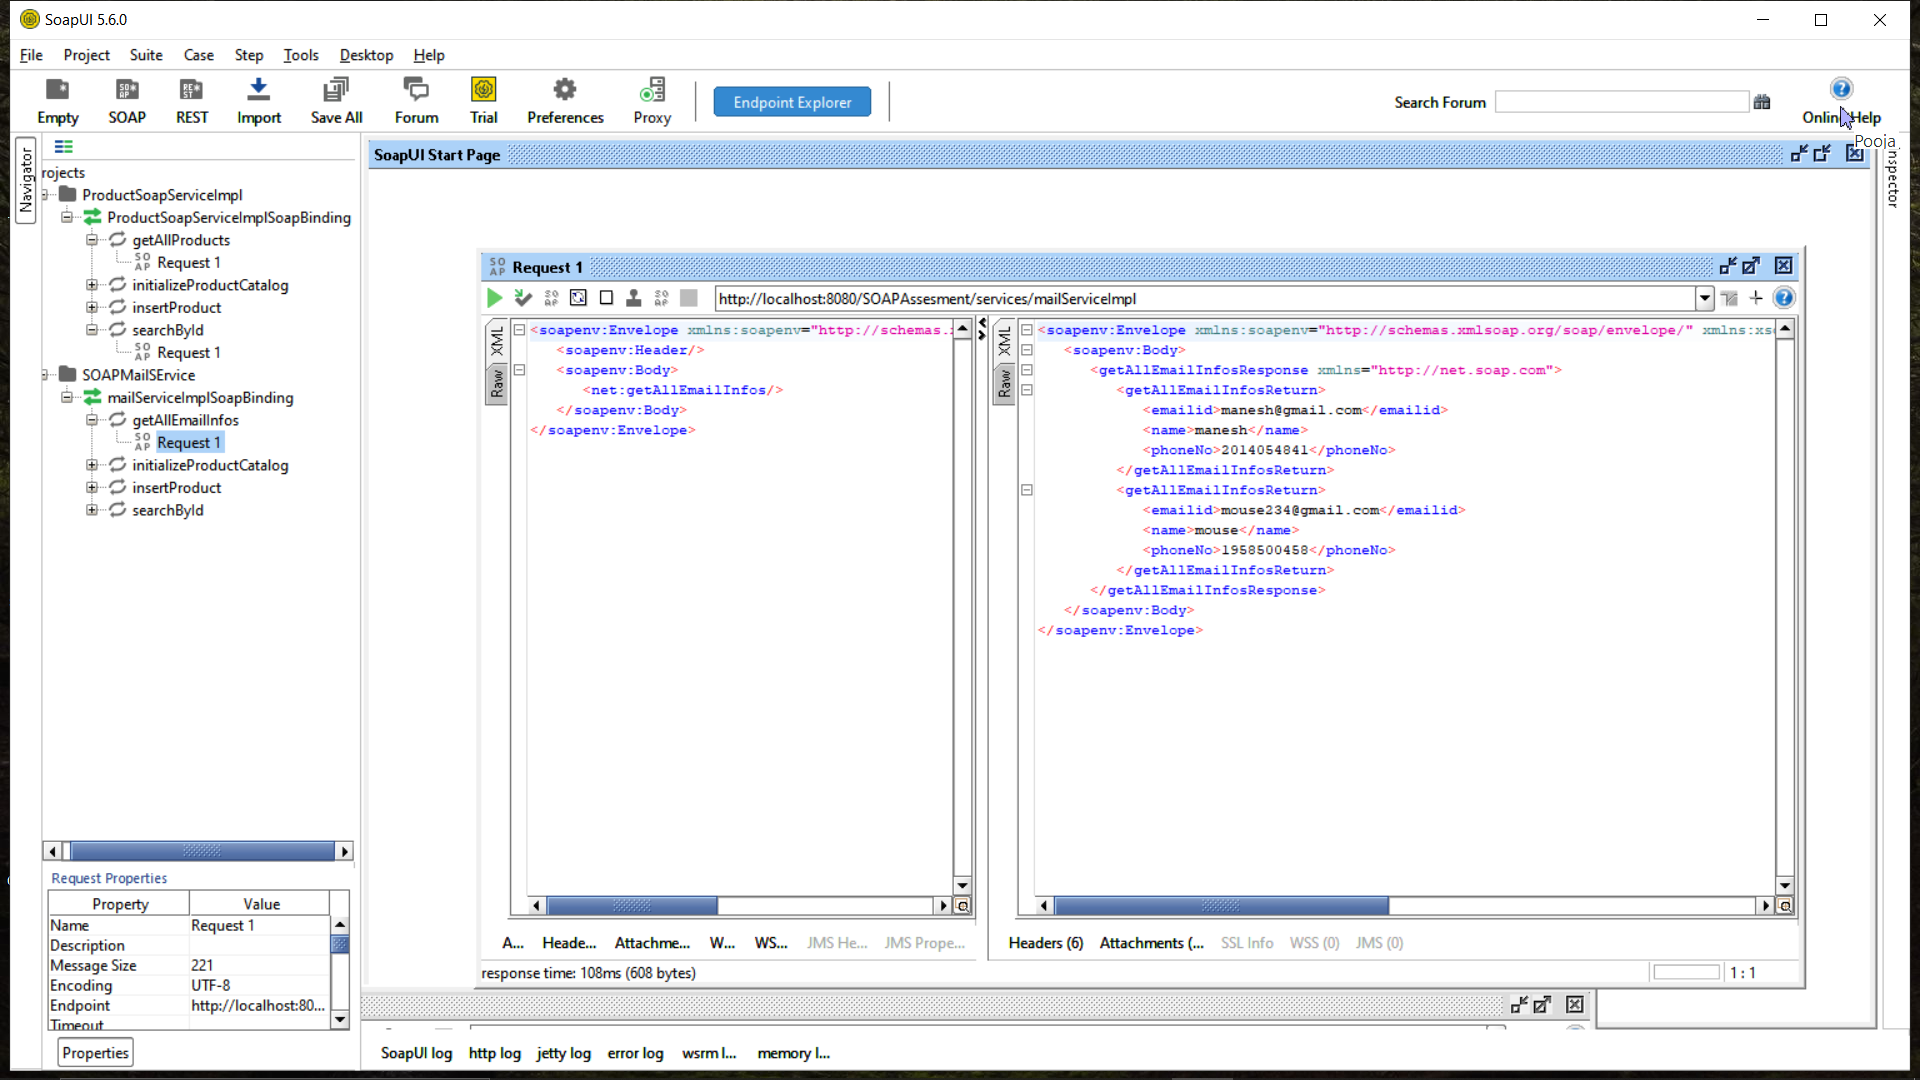 SoapUI 5.6.0
File Project Suite Case Step Tools Desktop Help
Empty SOAP REST Import Save All Forum Trial Preferences Proxy
Endpoint Explorer
Search Forum
Online Help
Pooja
Navigator
Inspector
rojects
ProductSoapServiceImpl
ProductSoapServiceImplSoapBinding
getAllProducts
Request 1
initializeProductCatalog
insertProduct
searchById
Request 1
SOAPMailSErvice
mailServiceImplSoapBinding
getAllEmailInfos
Request 1
initializeProductCatalog
insertProduct
searchById
SoapUI Start Page
Request 1
http://localhost:8080/SOAPAssesment/services/mailServiceImpl
XML
Raw
<soapenv:Envelope xmlns:soapenv="http://schemas.
<soapenv:Header/>
<soapenv:Body>
<net:getAllEmailInfos/>
</soapenv:Body>
</soapenv:Envelope>
XML
Raw
<soapenv:Envelope xmlns:soapenv="http://schemas.xmlsoap.org/soap/envelope/" xmlns:xs
<soapenv:Body>
<getAllEmailInfosResponse xmlns="http://net.soap.com">
<getAllEmailInfosReturn>
<emailid>manesh@gmail.com</emailid>
<name>manesh</name>
<phoneNo>2014054841</phoneNo>
</getAllEmailInfosReturn>
<getAllEmailInfosReturn>
<emailid>mouse234@gmail.com</emailid>
<name>mouse</name>
<phoneNo>1958500458</phoneNo>
</getAllEmailInfosReturn>
</getAllEmailInfosResponse>
</soapenv:Body>
</soapenv:Envelope>
A... Heade... Attachme... W... WS... JMS He... JMS Prope...
Headers (6) Attachments (... SSL Info WSS (0) JMS (0)
response time: 108ms (608 bytes)
1 : 1
Request Properties
Property Value
Name Request 1
Description
Message Size 221
Encoding UTF-8
Endpoint http://localhost:80...
Timeout
Properties
SoapUI log http log jetty log error log wsrm l... memory l...